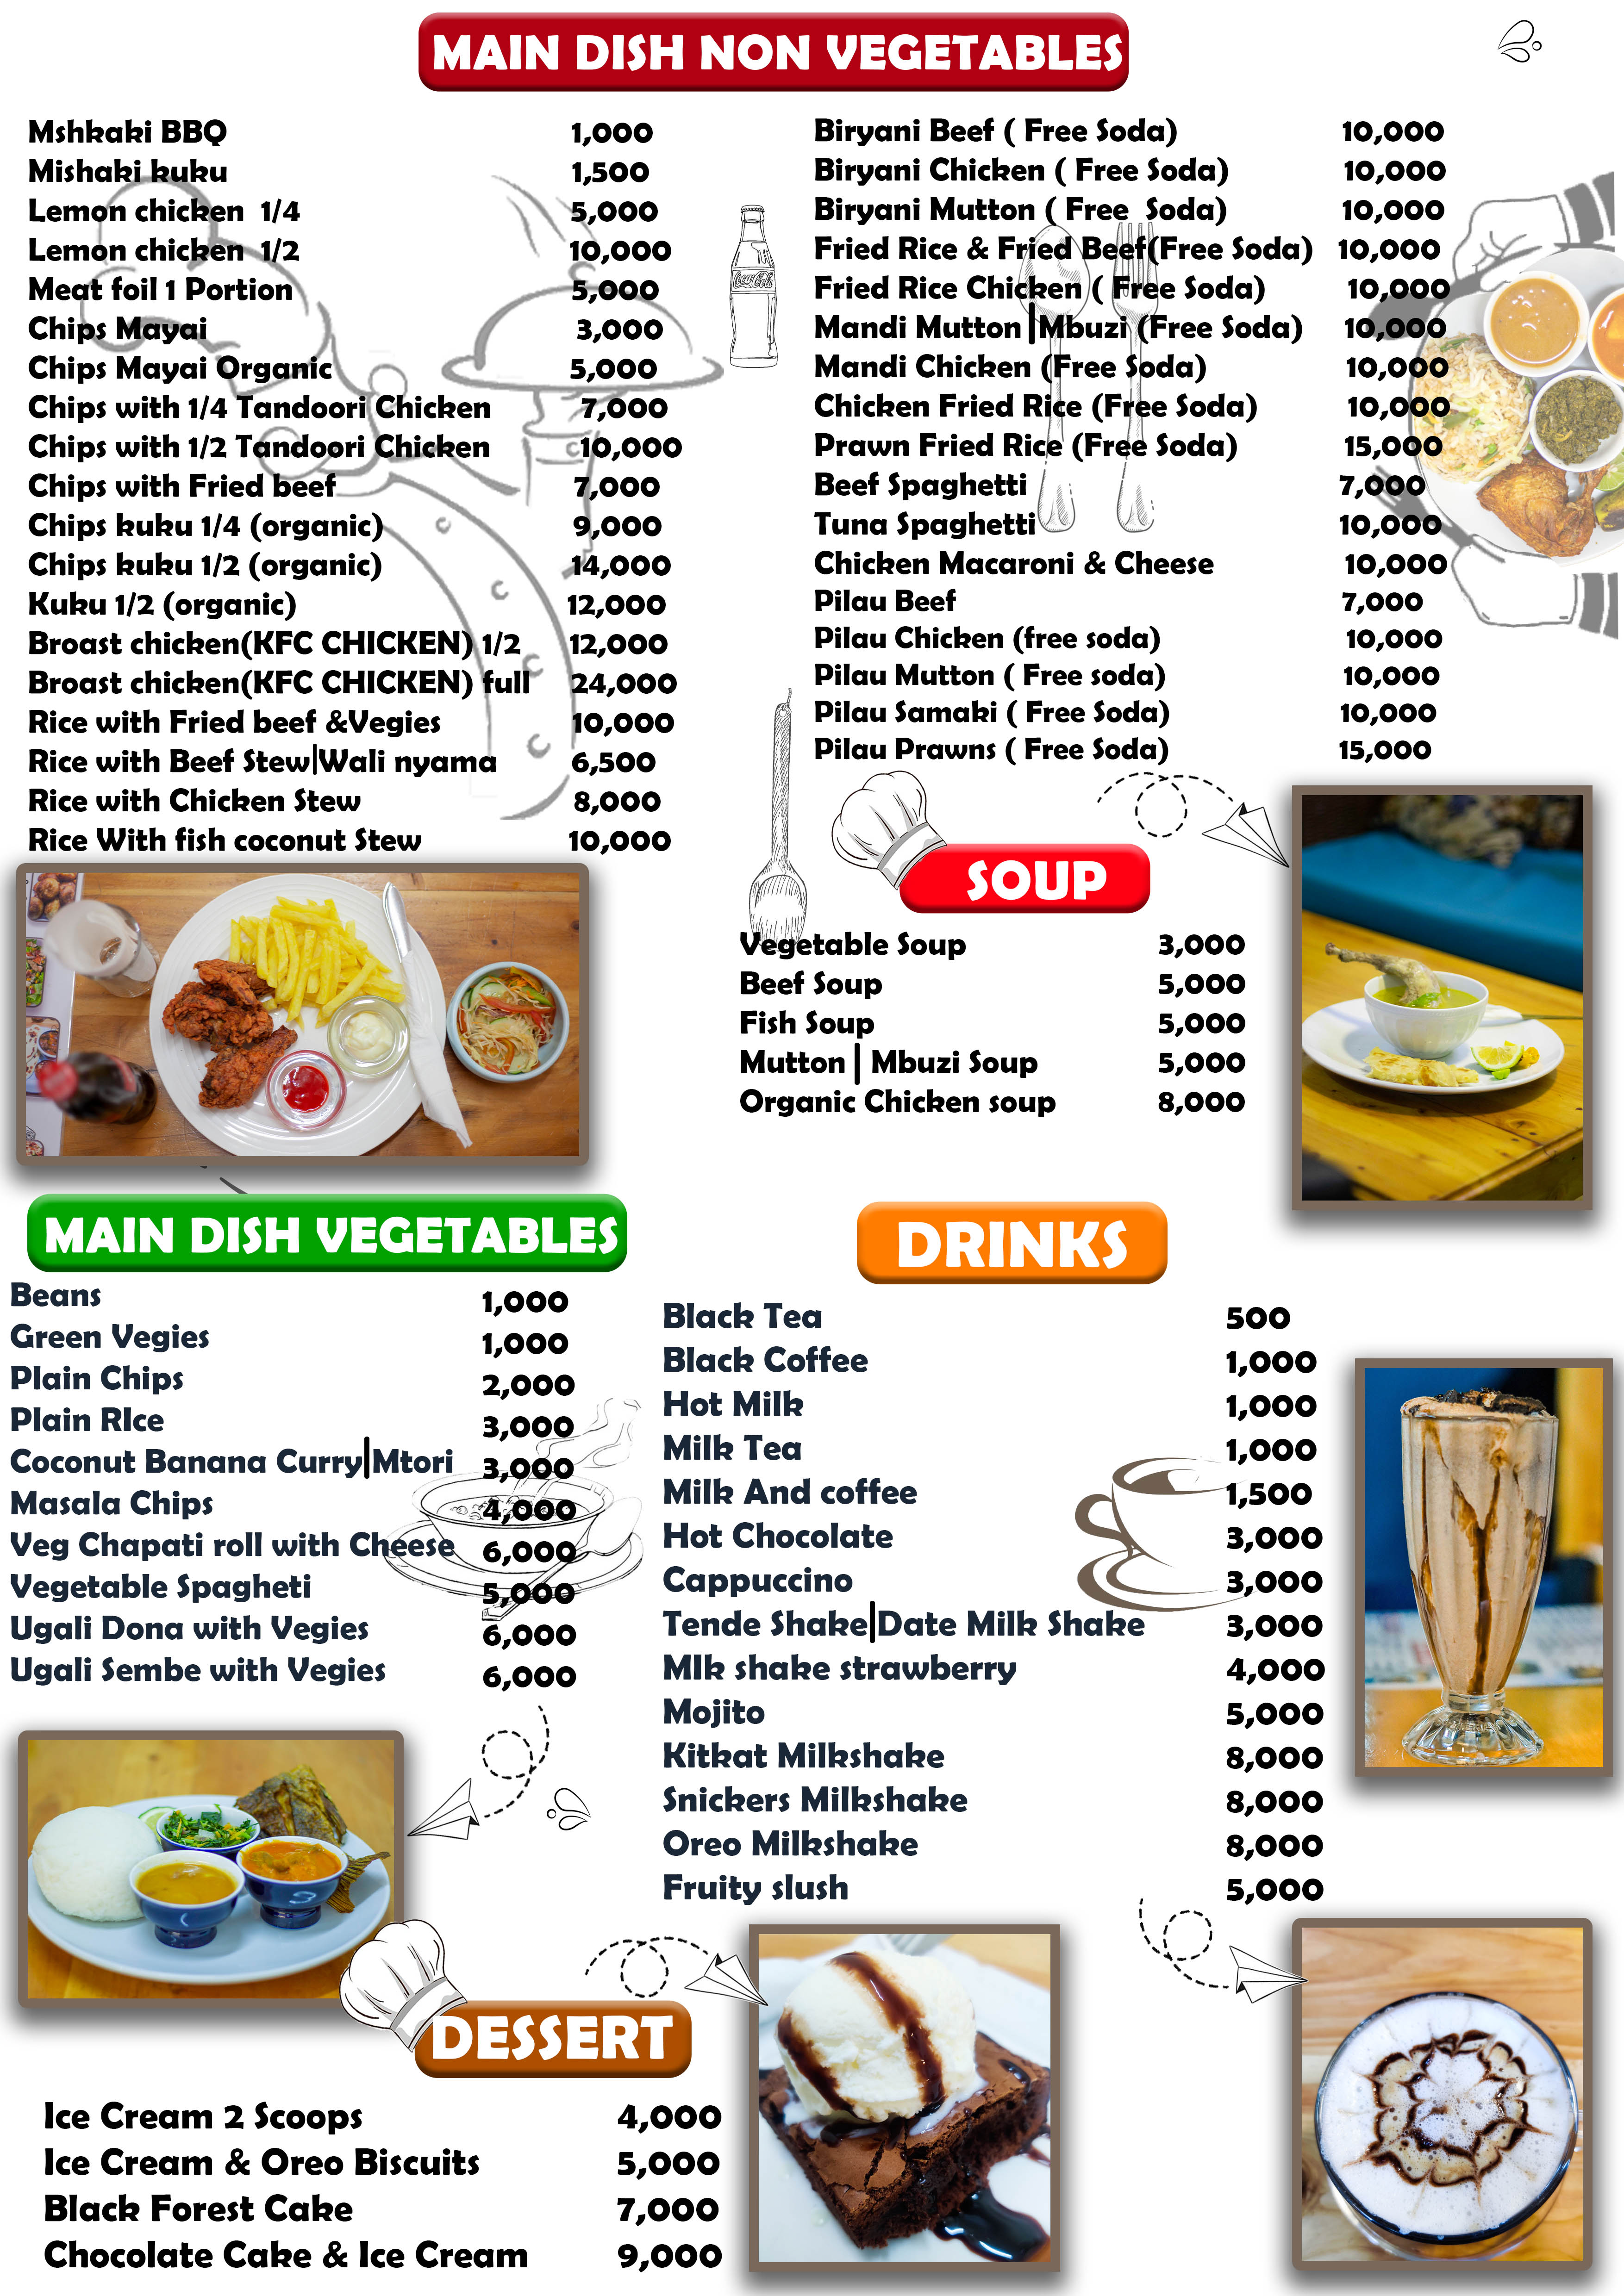 MAIN DISH NON VEGETABLES
Mshkaki BBQ 1,000
Mishaki kuku 1,500
Lemon chicken 1/4 5,000
Lemon chicken 1/2 10,000
Meat foil 1 Portion 5,000
Chips Mayai 3,000
Chips Mayai Organic 5,000
Chips with 1/4 Tandoori Chicken 7,000
Chips with 1/2 Tandoori Chicken 10,000
Chips with Fried beef 7,000
Chips kuku 1/4 (organic) 9,000
Chips kuku 1/2 (organic) 14,000
Kuku 1/2 (organic) 12,000
Broast chicken(KFC CHICKEN) 1/2 12,000
Broast chicken(KFC CHICKEN) full 24,000
Rice with Fried beef &Vegies 10,000
Rice with Beef Stew|Wali nyama 6,500
Rice with Chicken Stew 8,000
Rice With fish coconut Stew 10,000
Coca-Cola
Biryani Beef ( Free Soda) 10,000
Biryani Chicken ( Free Soda) 10,000
Biryani Mutton ( Free Soda) 10,000
Fried Rice & Fried Beef(Free Soda) 10,000
Fried Rice Chicken ( Free Soda) 10,000
Mandi Mutton|Mbuzi (Free Soda) 10,000
Mandi Chicken (Free Soda) 10,000
Chicken Fried Rice (Free Soda) 10,000
Prawn Fried Rice (Free Soda) 15,000
Beef Spaghetti 7,000
Tuna Spaghetti 10,000
Chicken Macaroni & Cheese 10,000
Pilau Beef 7,000
Pilau Chicken (free soda) 10,000
Pilau Mutton ( Free soda) 10,000
Pilau Samaki ( Free Soda) 10,000
Pilau Prawns ( Free Soda) 15,000
SOUP
Vegetable Soup 3,000
Beef Soup 5,000
Fish Soup 5,000
Mutton | Mbuzi Soup 5,000
Organic Chicken soup 8,000
MAIN DISH VEGETABLES
Beans 1,000
Green Vegies 1,000
Plain Chips 2,000
Plain RIce 3,000
Coconut Banana Curry|Mtori 3,000
Masala Chips 4,000
Veg Chapati roll with Cheese 6,000
Vegetable Spagheti 5,000
Ugali Dona with Vegies 6,000
Ugali Sembe with Vegies 6,000
DRINKS
Black Tea 500
Black Coffee 1,000
Hot Milk 1,000
Milk Tea 1,000
Milk And coffee 1,500
Hot Chocolate 3,000
Cappuccino 3,000
Tende Shake|Date Milk Shake 3,000
MIk shake strawberry 4,000
Mojito 5,000
Kitkat Milkshake 8,000
Snickers Milkshake 8,000
Oreo Milkshake 8,000
Fruity slush 5,000
DESSERT
Ice Cream 2 Scoops 4,000
Ice Cream & Oreo Biscuits 5,000
Black Forest Cake 7,000
Chocolate Cake & Ice Cream 9,000